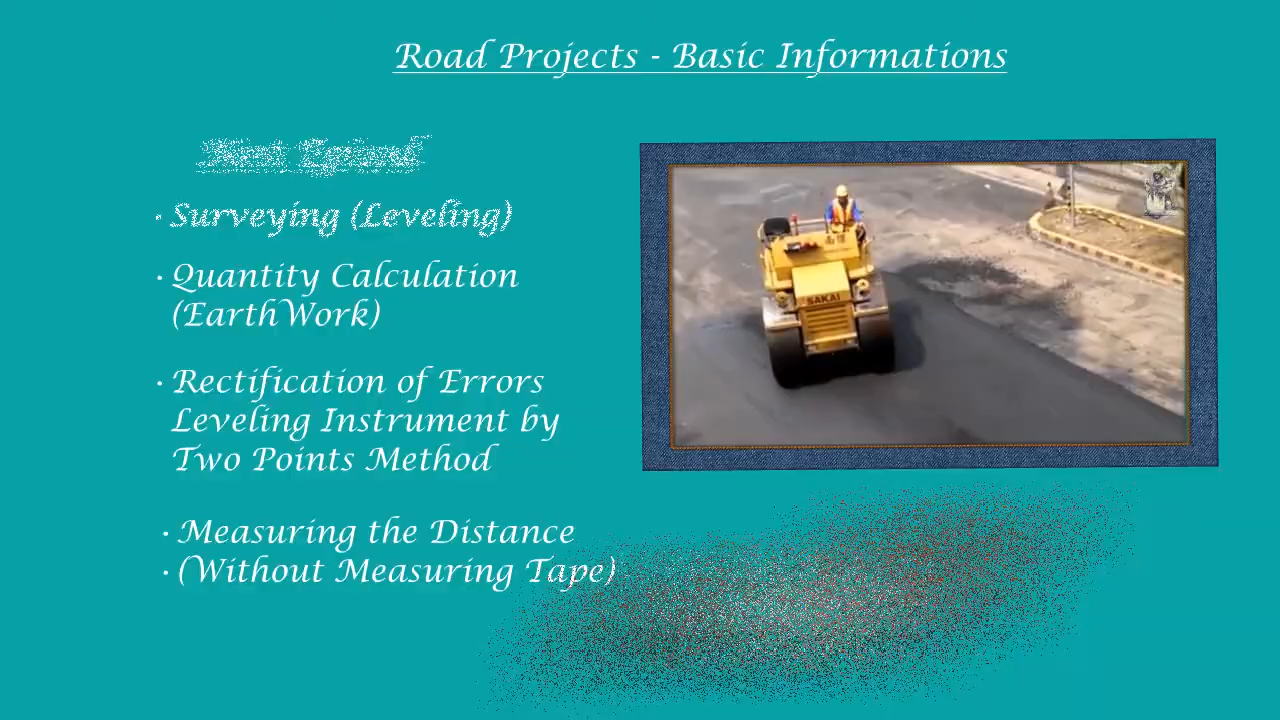 Road Projects - Basic Informations
· Surveying (Leveling)
· Quantity Calculation
(EarthWork)
· Rectification of Errors
Leveling Instrument by
Two Points Method
· Measuring the Distance
· (Without Measuring Tape)
SAKAI